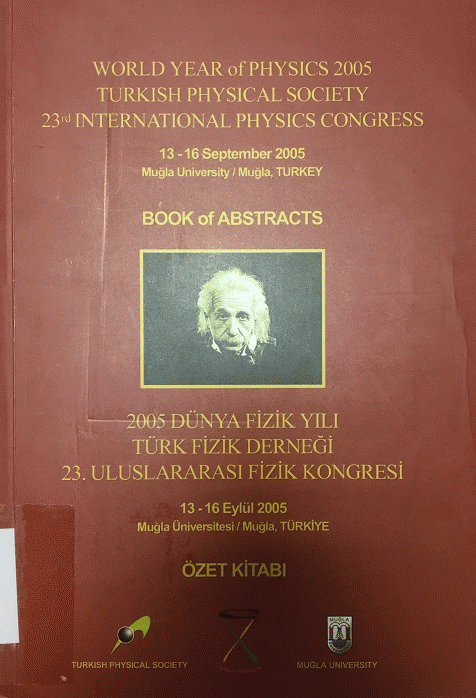 WORLD YEAR of PHYSICS 2005
TURKISH PHYSICAL SOCIETY
23rd INTERNATIONAL PHYSICS CONGRESS
13 - 16 September 2005
Muğla University / Muğla, TURKEY
BOOK of ABSTRACTS
2005 DÜNYA FİZİK YILI
TÜRK FİZİK DERNEĞİ
23. ULUSLARARASI FİZİK KONGRESİ
13 - 16 Eylül 2005
Muğla Üniversitesi / Muğla, TÜRKİYE
ÖZET KİTABI
MUĞLA
TURKISH PHYSICAL SOCIETY
MUĞLA UNIVERSITY